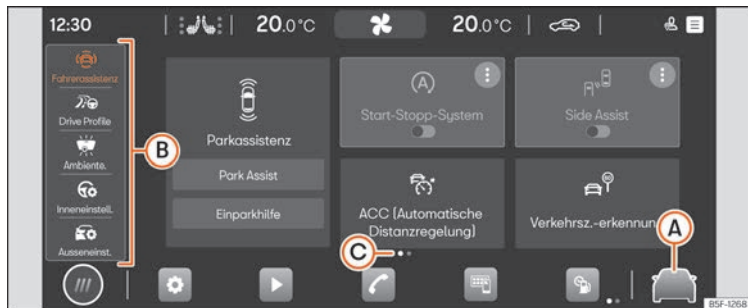 12:30
20.0°C
20.0°C
Fahrerassistenz
Drive Profile
Ambiente.
Inneneinstell.
Ausseneinst.
B
Parkassistenz
Park Assist
Einparkhilfe
Start-Stopp-System
Side Assist
ACC (Automatische
Distanzregelung)
Verkehrsz.-erkennun
A
C
B5F-1268